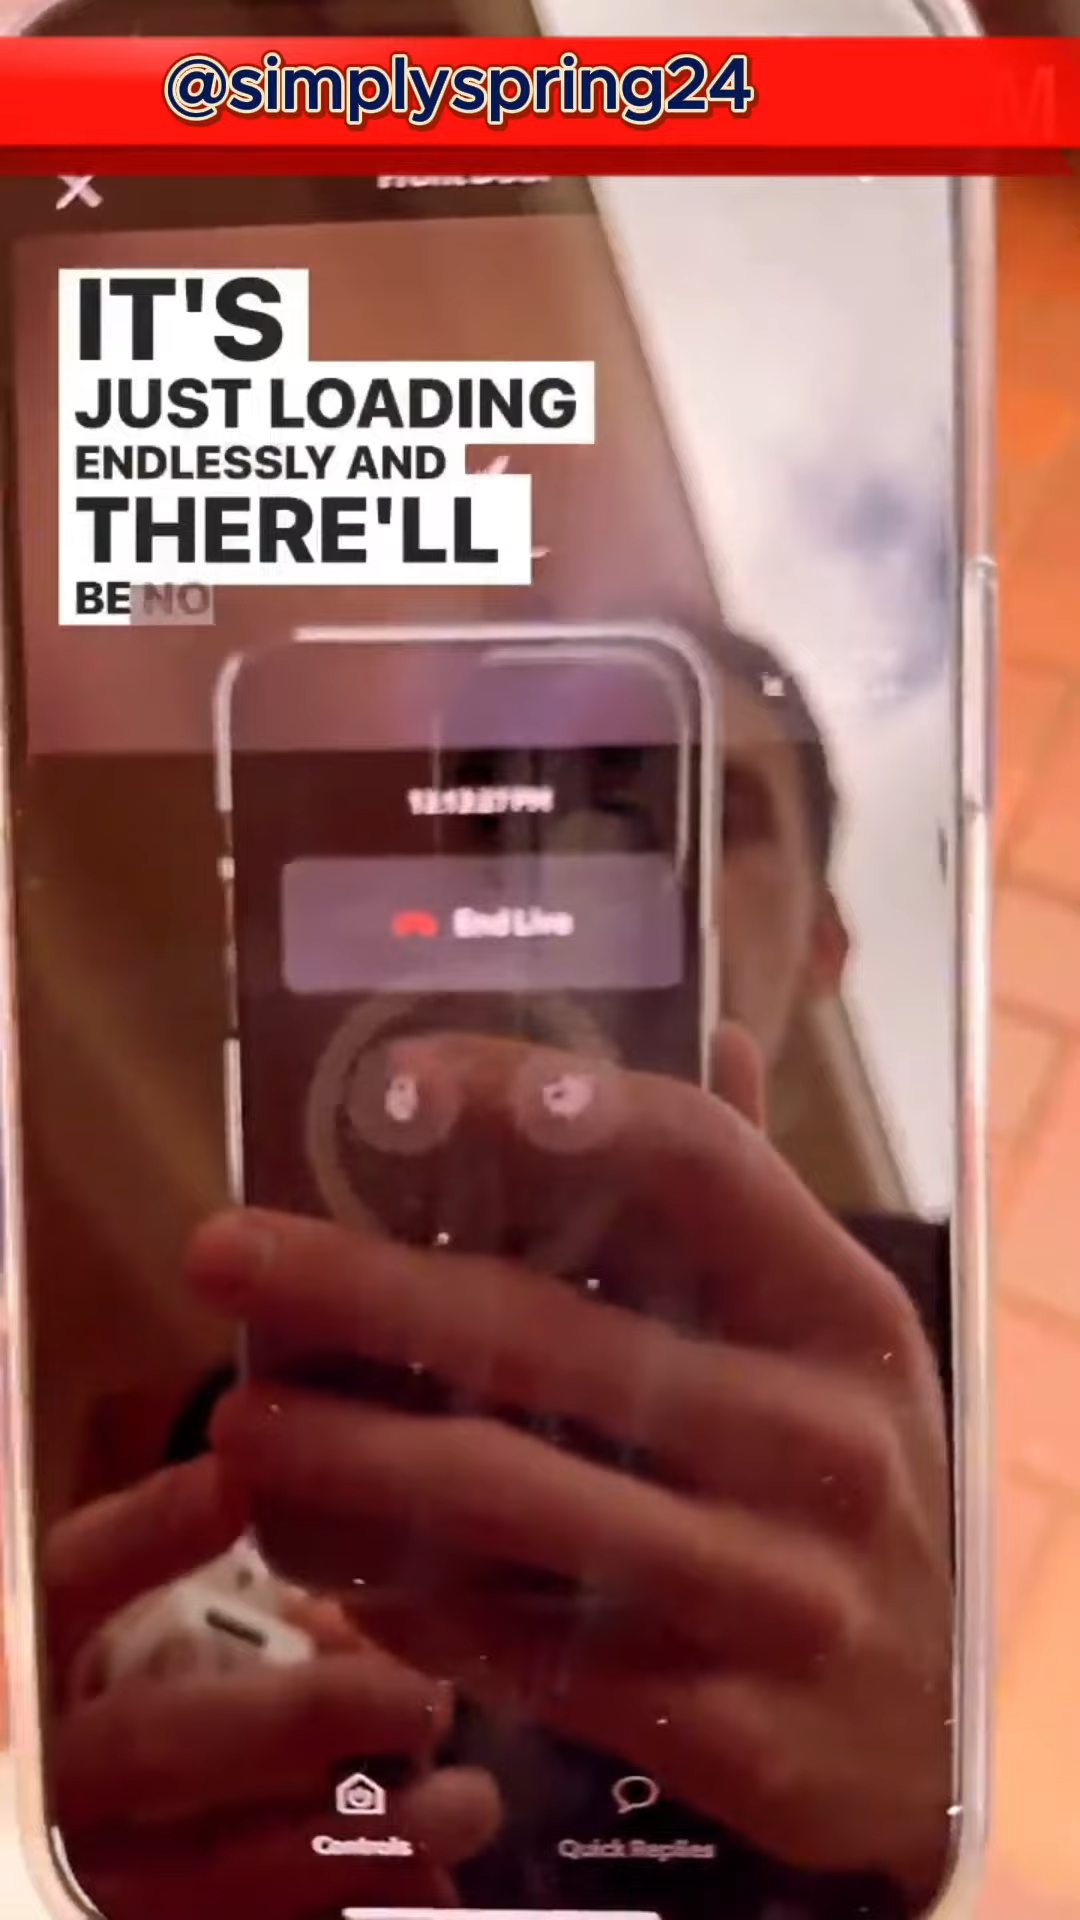 @simplyspring24
IT'S
JUST LOADING
ENDLESSLY AND
THERE'LL
BE NO
End Live
Controls
Quick Replies